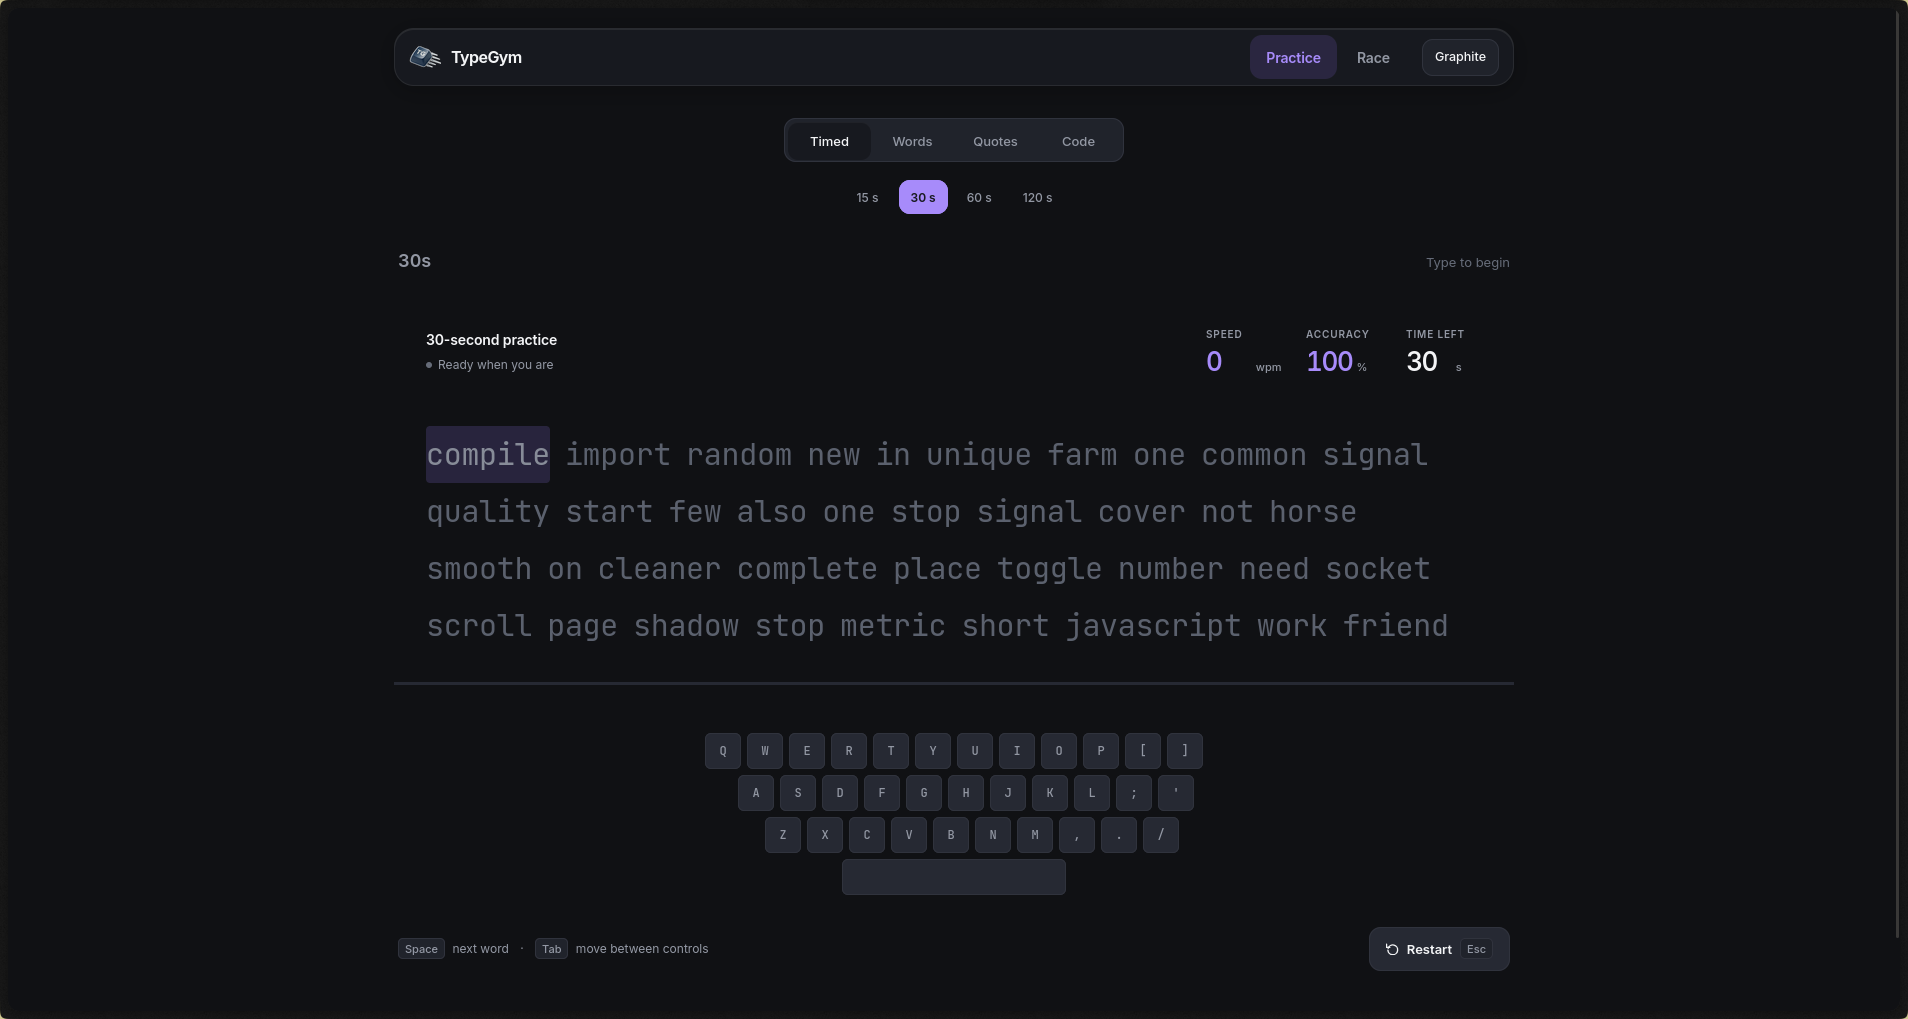 TG TypeGym Practice Race Graphite
Timed Words Quotes Code
15 s 30 s 60 s 120 s
30s Type to begin
30-second practice
Ready when you are
SPEED ACCURACY TIME LEFT
0 wpm 100 % 30 s
compile import random new in unique farm one common signal
quality start few also one stop signal cover not horse
smooth on cleaner complete place toggle number need socket
scroll page shadow stop metric short javascript work friend
Q W E R T Y U I O P [ ]
A S D F G H J K L ; '
Z X C V B N M , . /
Space next word · Tab move between controls
Restart Esc